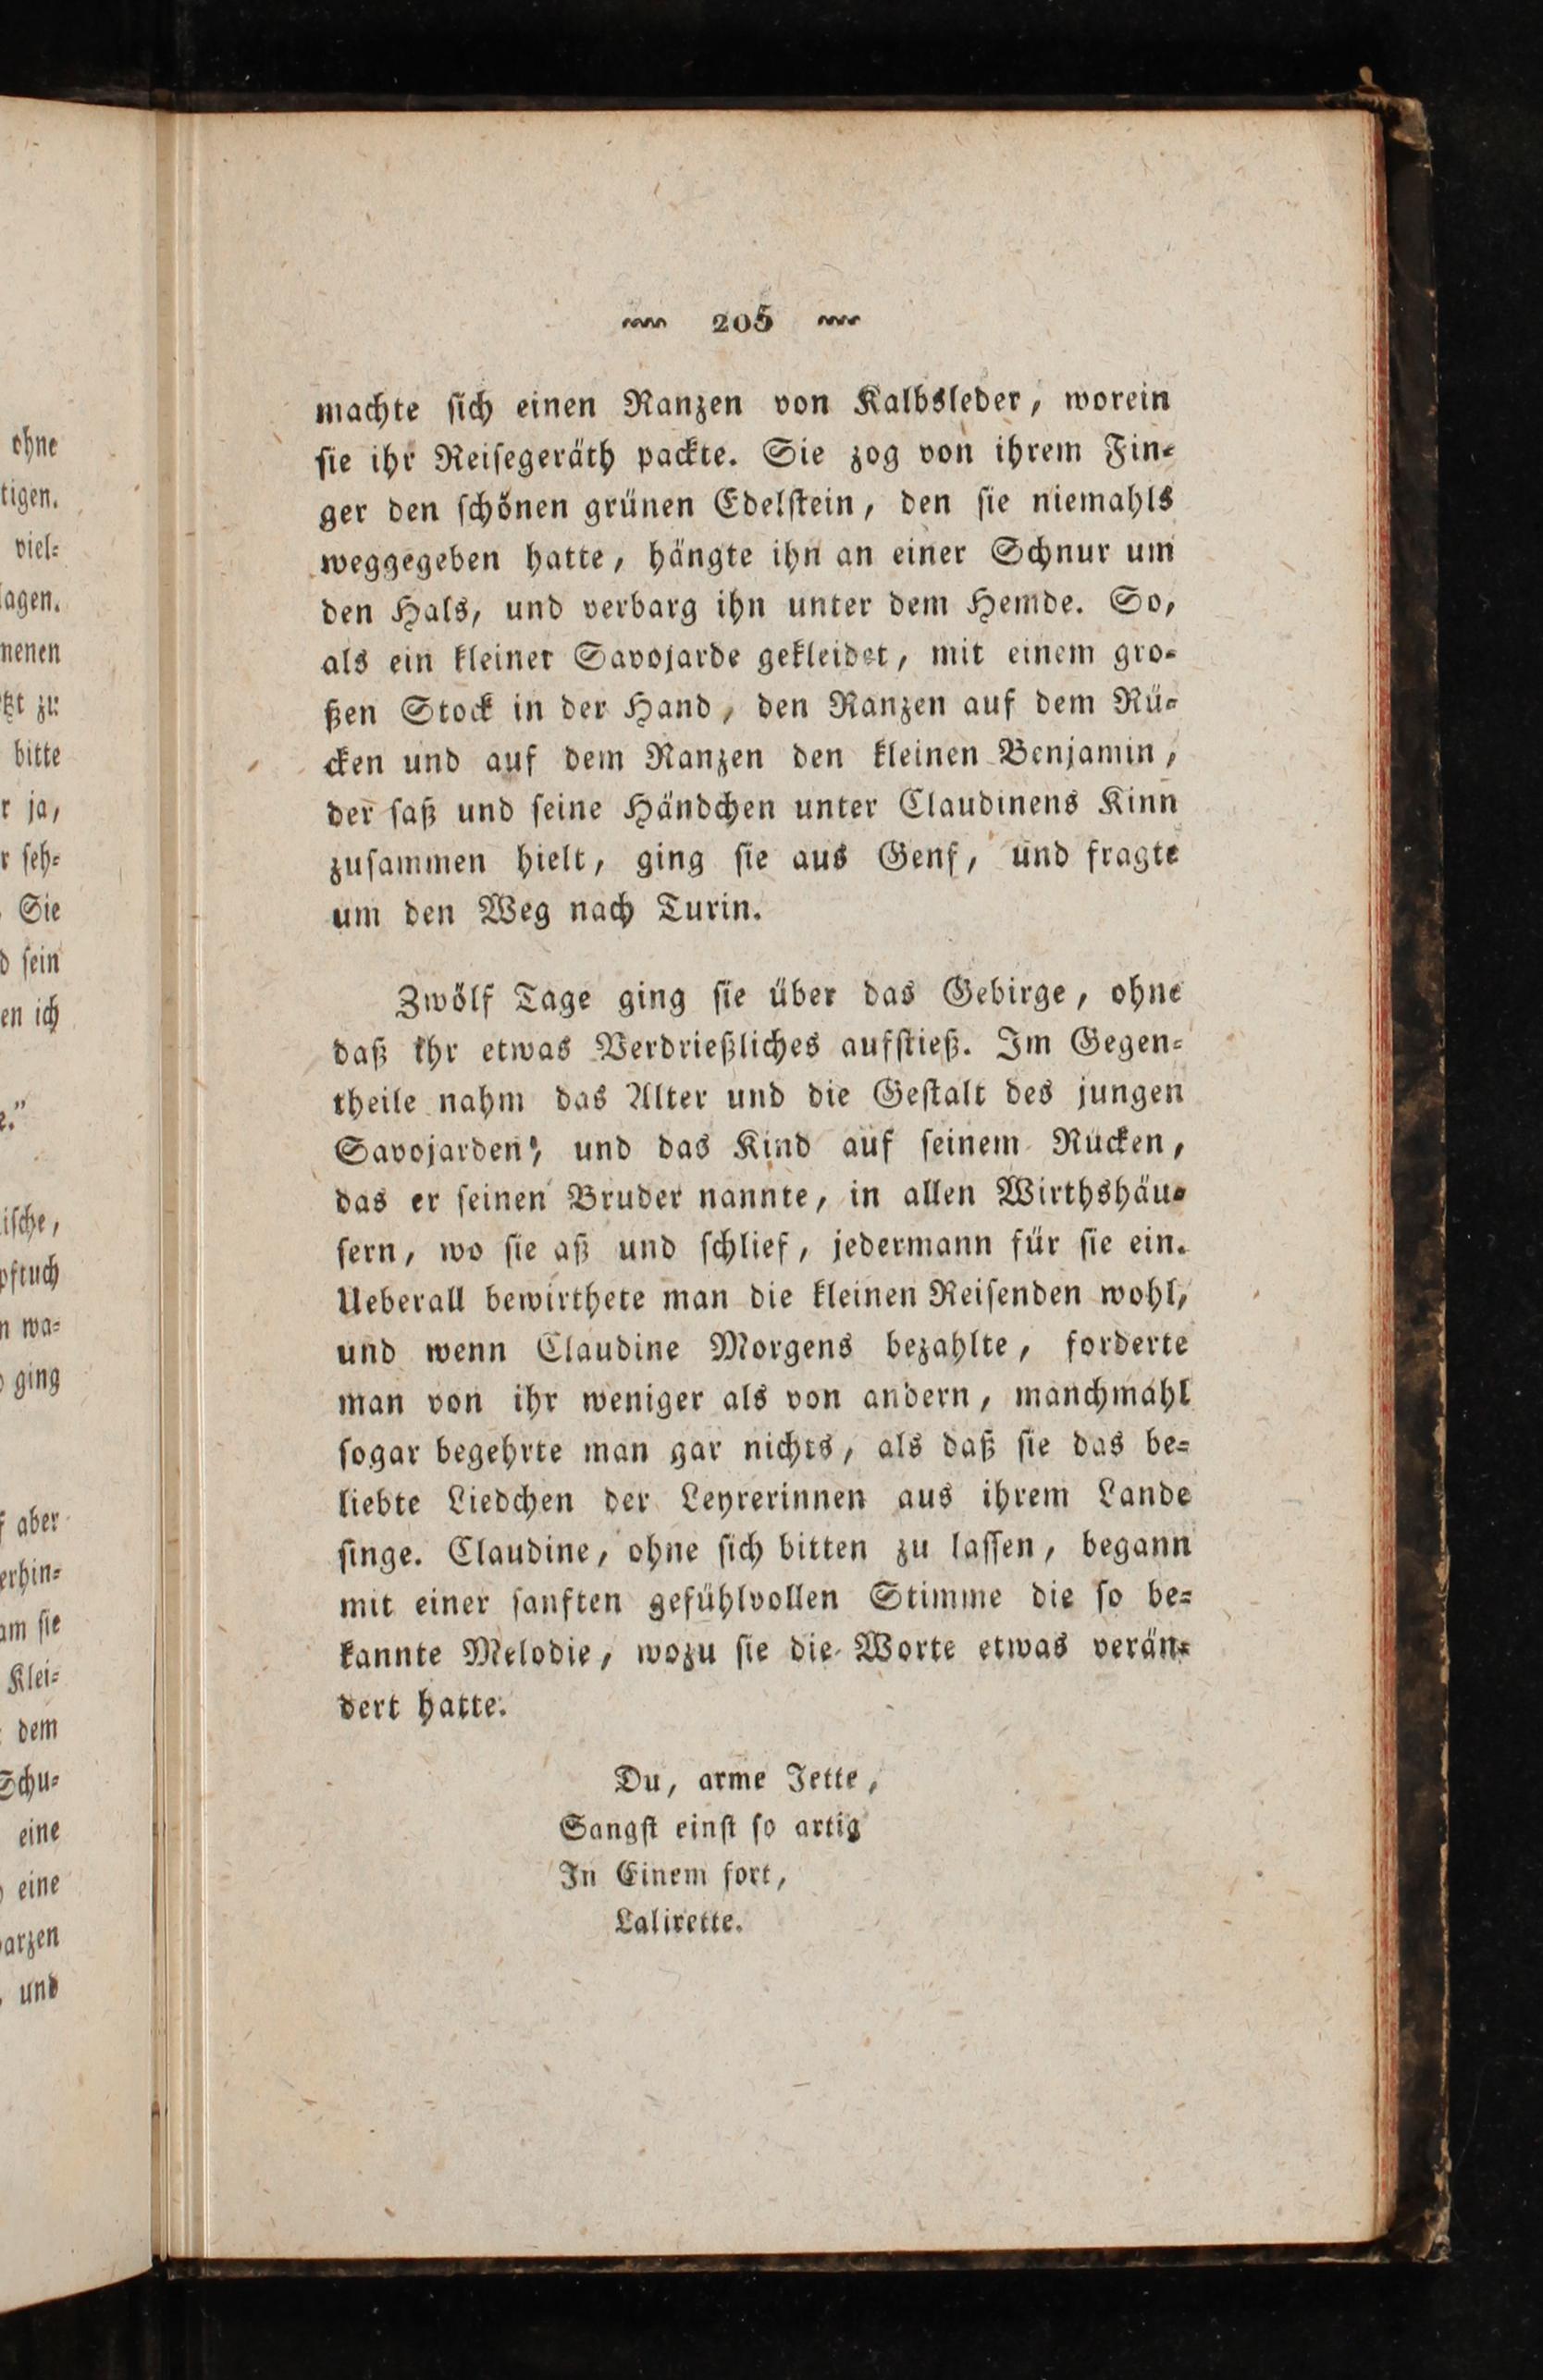 205
machte sich einen Ranzen von Kalbsleder, worein
sie ihr Reisegeräth packte. Sie zog von ihrem Fin-
ger den schönen grünen Edelstein, den sie niemahls
weggegeben hatte, hängte ihn an einer Schnur um
den Hals, und verbarg ihn unter dem Hemde. So,
als ein kleiner Savojarde gekleidet, mit einem gro-
ßen Stock in der Hand, den Ranzen auf dem Rü-
cken und auf dem Ranzen den kleinen Benjamin,
der saß und seine Händchen unter Claudinens Kinn
zusammen hielt, ging sie aus Genf, und fragte
um den Weg nach Turin.
Zwölf Tage ging sie über das Gebirge, ohne
daß ihr etwas Verdrießliches aufstieß. Im Gegen-
theile nahm das Alter und die Gestalt des jungen
Savojarden, und das Kind auf seinem Rücken,
das er seinen Bruder nannte, in allen Wirthshäu-
sern, wo sie aß und schlief, jedermann für sie ein.
Ueberall bewirthete man die kleinen Reisenden wohl,
und wenn Claudine Morgens bezahlte, forderte
man von ihr weniger als von andern, manchmahl
sogar begehrte man gar nichts, als daß sie das be-
liebte Liedchen der Leyrerinnen aus ihrem Lande
singe. Claudine, ohne sich bitten zu lassen, begann
mit einer sanften gefühlvollen Stimme die so be-
kannte Melodie, wozu sie die Worte etwas verän-
dert hatte.
Du, arme Jette,
Sangst einst so artig
In Einem fort,
Lalirette.